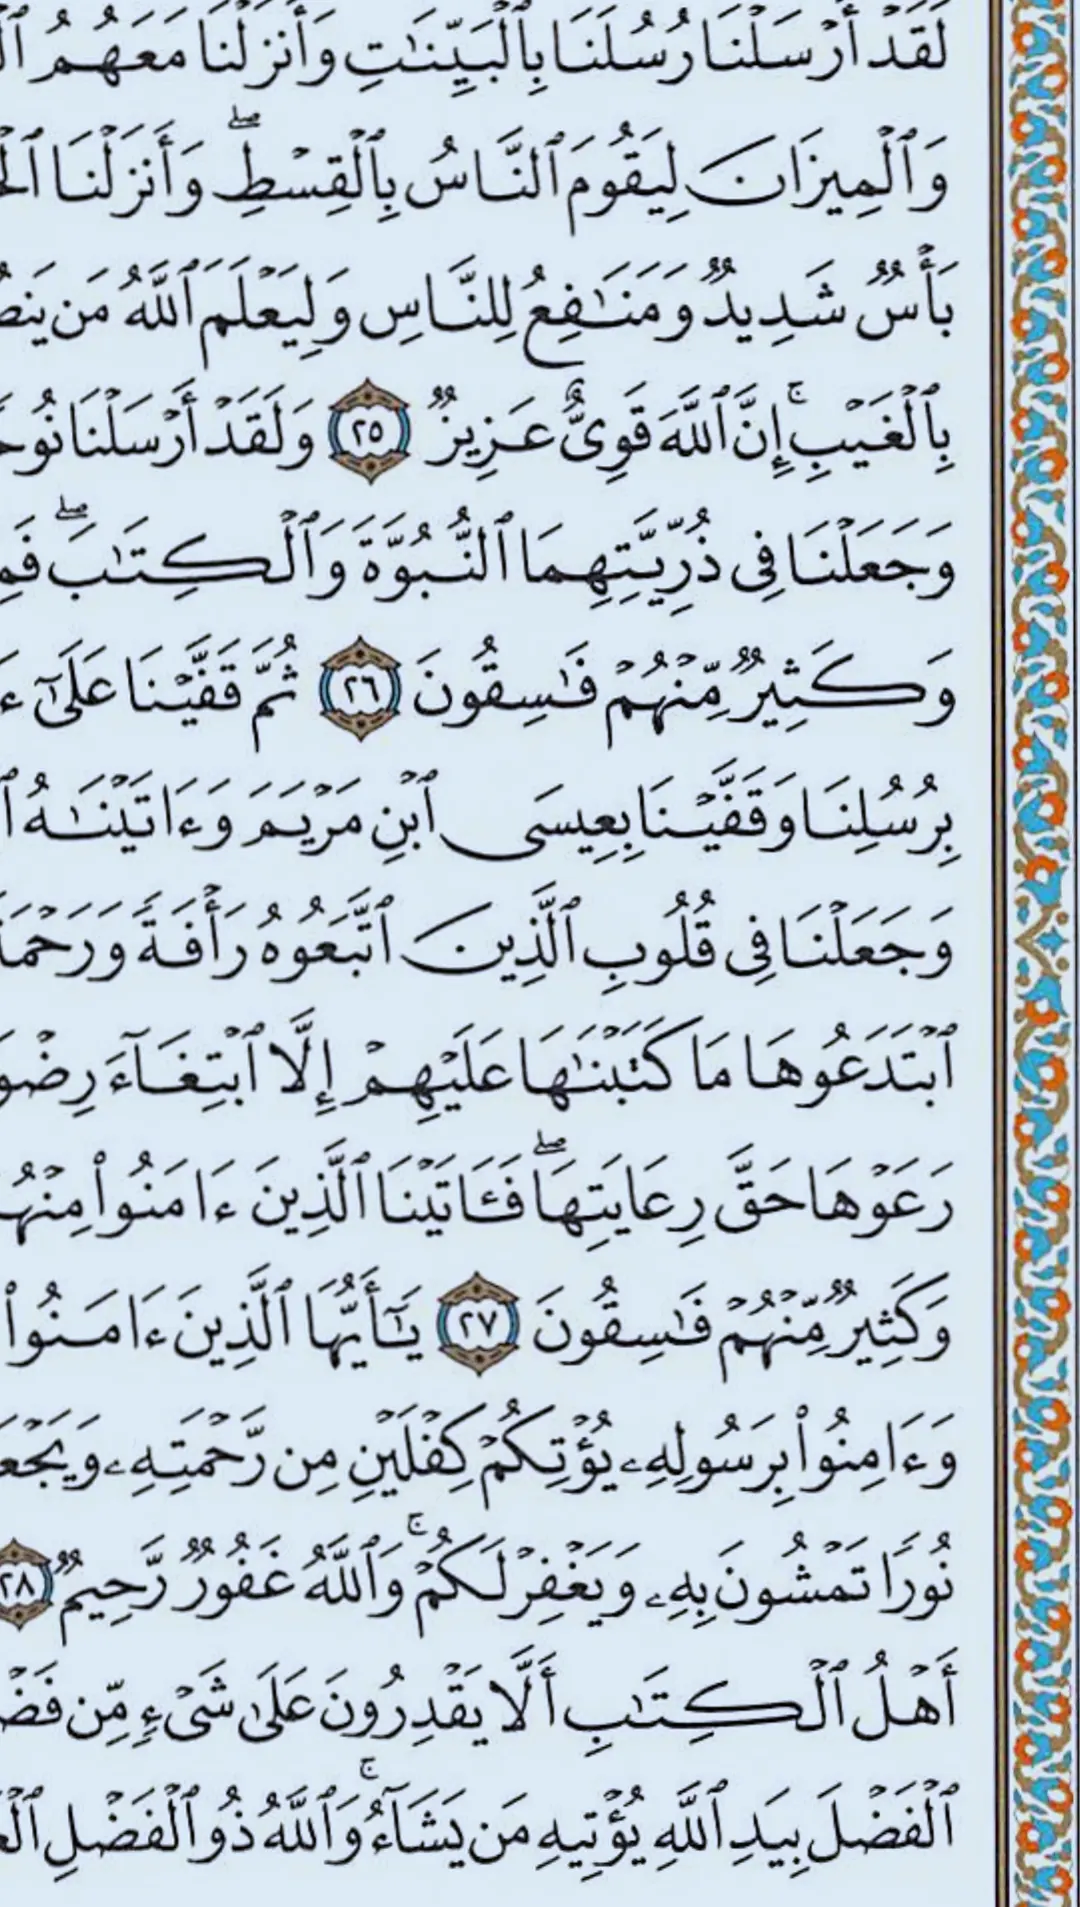 لَقَدْ أَرْسَلْنَا رُسُلَنَا بِٱلْبَيِّنَٰتِ وَأَنزَلْنَا مَعَهُمُ
وَٱلْمِيزَانَ لِيَقُومَ ٱلنَّاسُ بِٱلْقِسْطِۖ وَأَنزَلْنَا
بَأْسٌ شَدِيدٌ وَمَنَٰفِعُ لِلنَّاسِ وَلِيَعْلَمَ ٱللَّهُ مَن
بِٱلْغَيْبِۚ إِنَّ ٱللَّهَ قَوِىٌّ عَزِيزٌ ٢٥ وَلَقَدْ أَرْسَلْنَا
وَجَعَلْنَا فِى ذُرِّيَّتِهِمَا ٱلنُّبُوَّةَ وَٱلْكِتَٰبَۖ
وَكَثِيرٌ مِّنْهُمْ فَٰسِقُونَ ٢٦ ثُمَّ قَفَّيْنَا عَلَىٰٓ
بِرُسُلِنَا وَقَفَّيْنَا بِعِيسَى ٱبْنِ مَرْيَمَ وَءَاتَيْنَٰهُ
وَجَعَلْنَا فِى قُلُوبِ ٱلَّذِينَ ٱتَّبَعُوهُ رَأْفَةً
ٱبْتَدَعُوهَا مَا كَتَبْنَٰهَا عَلَيْهِمْ إِلَّا ٱبْتِغَآءَ
رَعَوْهَا حَقَّ رِعَايَتِهَاۖ فَـَٔاتَيْنَا ٱلَّذِينَ ءَامَنُوا۟
وَكَثِيرٌ مِّنْهُمْ فَٰسِقُونَ ٢٧ يَٰٓأَيُّهَا ٱلَّذِينَ ءَامَنُوا۟
وَءَامِنُوا۟ بِرَسُولِهِۦ يُؤْتِكُمْ كِفْلَيْنِ مِن رَّحْمَتِهِۦ
نُورًا تَمْشُونَ بِهِۦ وَيَغْفِرْ لَكُمْۚ وَٱللَّهُ غَفُورٌ رَّحِيمٌ ٢٨
أَهْلُ ٱلْكِتَٰبِ أَلَّا يَقْدِرُونَ عَلَىٰ شَىْءٍ مِّن
ٱلْفَضْلَ بِيَدِ ٱللَّهِ يُؤْتِيهِ مَن يَشَآءُۚ وَٱللَّهُ ذُو ٱلْفَضْلِ